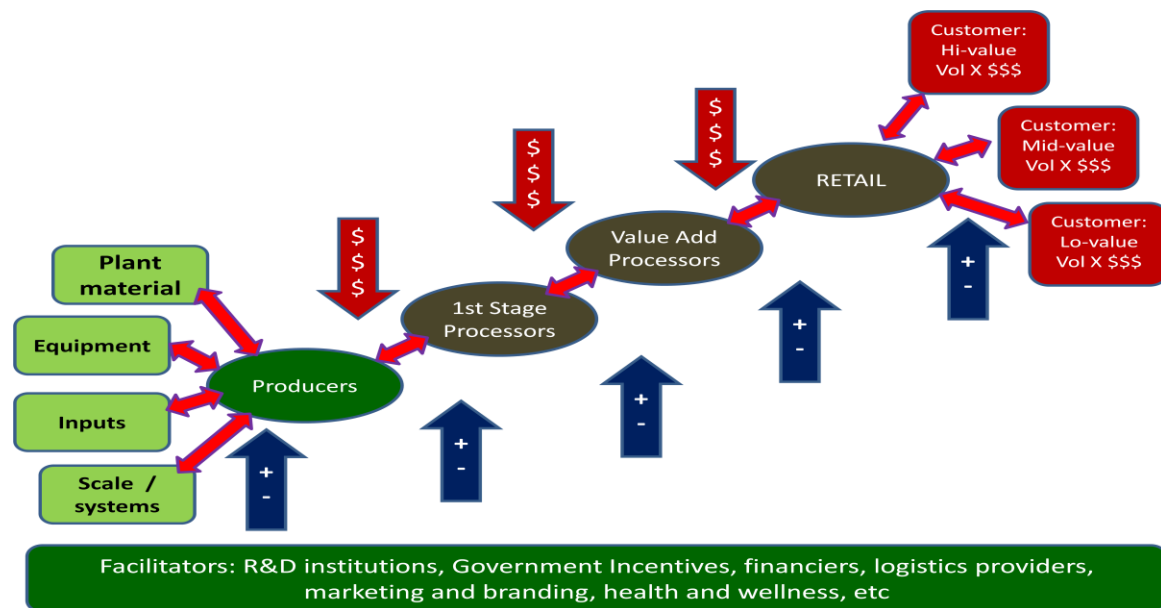 Customer:
Hi-value
Vol X $$$
$
$
$
Customer:
Mid-value
Vol X $$$
RETAIL
$
$
$
Customer:
Lo-value
Vol X $$$
Value Add
Processors
$
$
$
+
-
Plant
material
1st Stage
Processors
+
-
Equipment
Producers
+
-
Inputs
+
-
Scale /
systems
+
-
Facilitators: R&D institutions, Government Incentives, financiers, logistics providers,
marketing and branding, health and wellness, etc